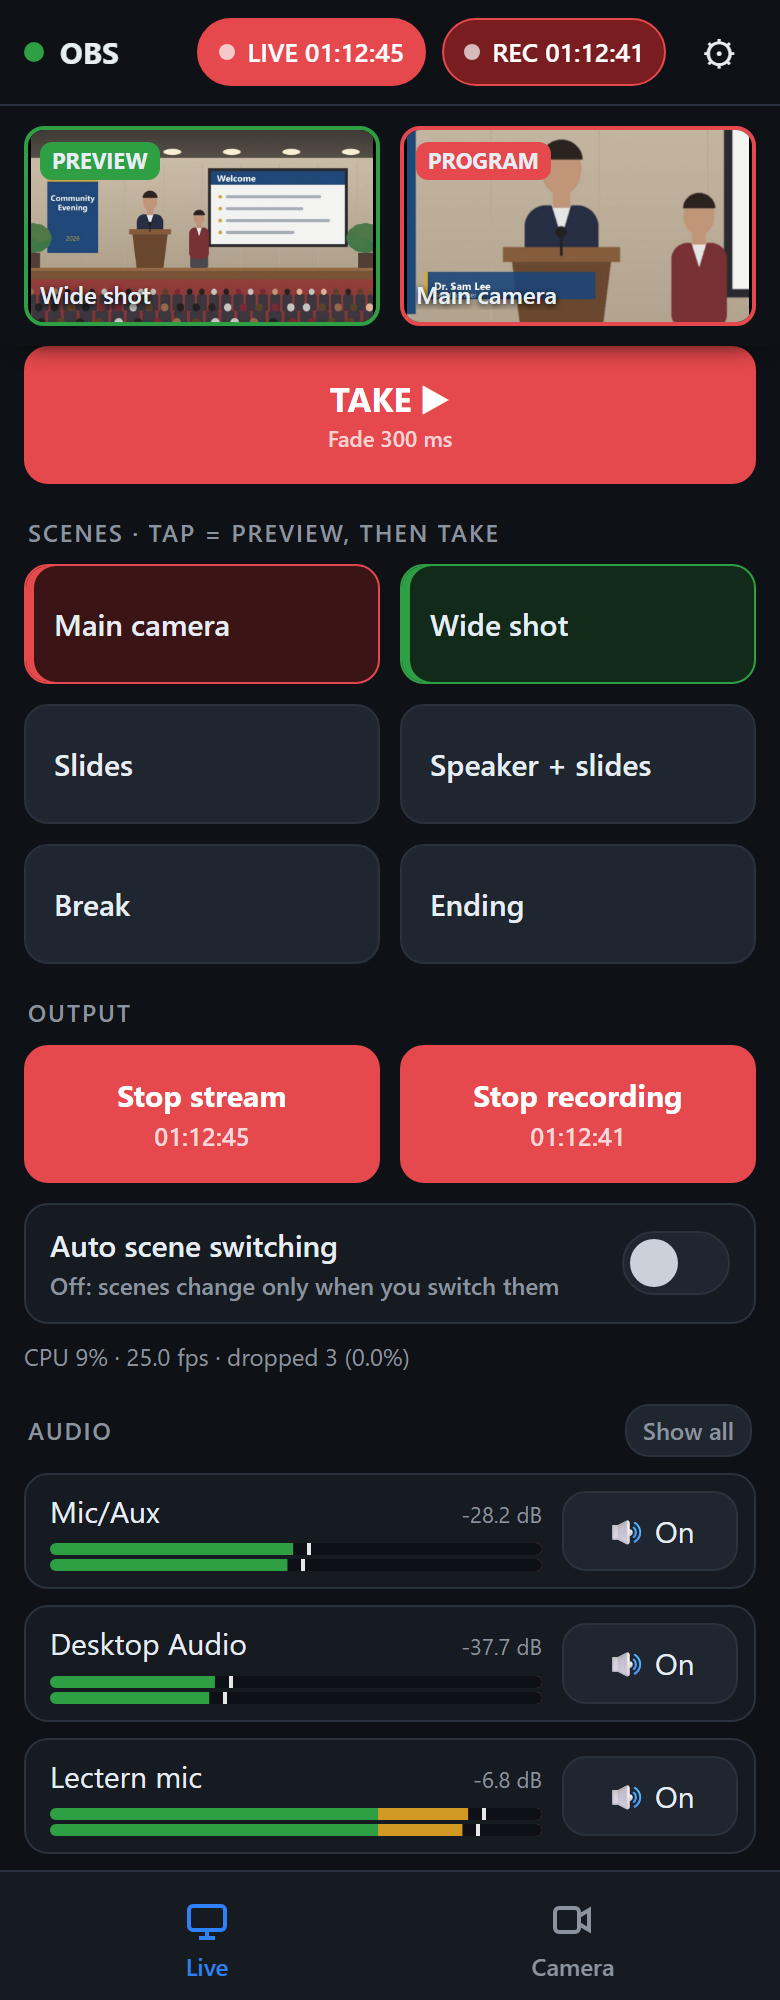 OBS
LIVE 01:12:45
REC 01:12:41
PREVIEW
Community
Evening
2026
Welcome
Wide shot
PROGRAM
Dr. Sam Lee
Main camera
TAKE ▶
Fade 300 ms
SCENES · TAP = PREVIEW, THEN TAKE
Main camera
Wide shot
Slides
Speaker + slides
Break
Ending
OUTPUT
Stop stream
01:12:45
Stop recording
01:12:41
Auto scene switching
Off: scenes change only when you switch them
CPU 9% · 25.0 fps · dropped 3 (0.0%)
AUDIO
Show all
Mic/Aux
-28.2 dB
On
Desktop Audio
-37.7 dB
On
Lectern mic
-6.8 dB
On
Live
Camera